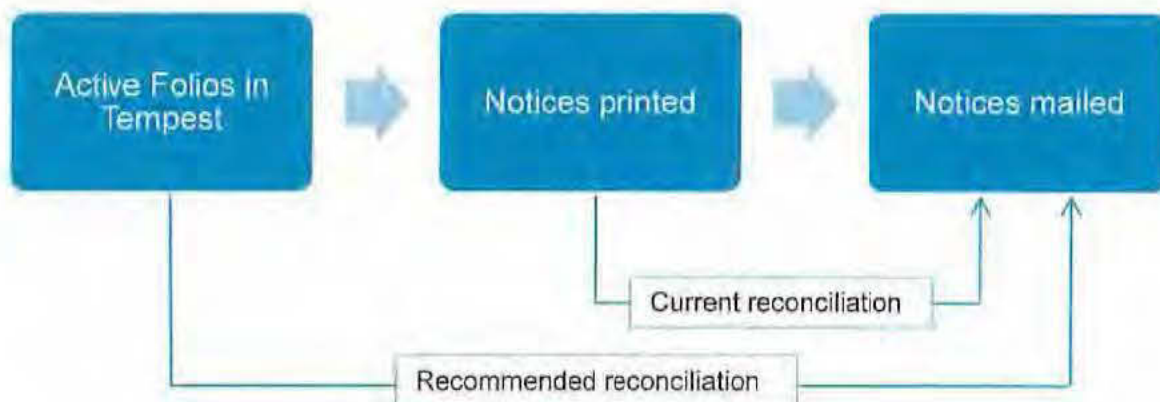 Active Folios in
Tempest
Notices printed
Notices mailed
Current reconciliation
Recommended reconciliation